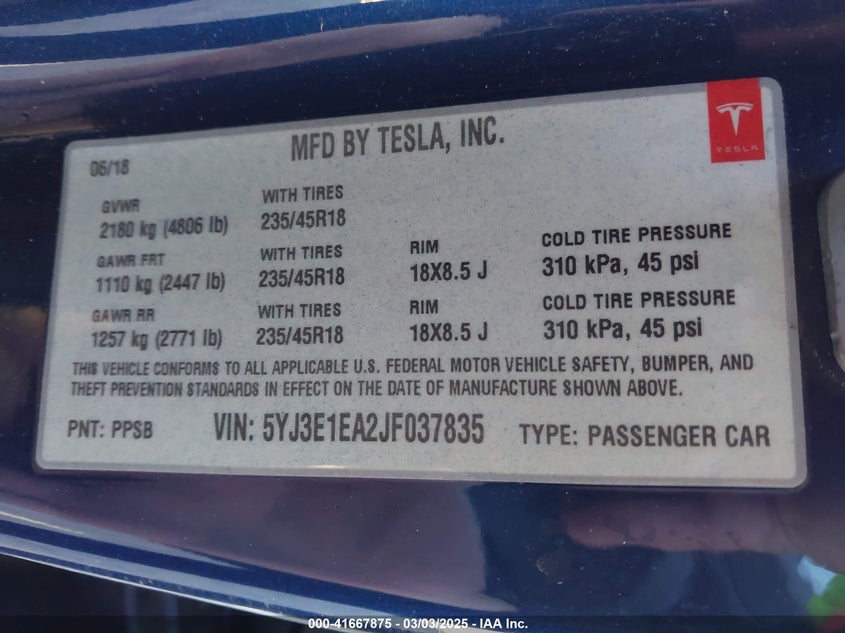 MFD BY TESLA, INC.
TESLA
06/18
GVWR WITH TIRES
2180 kg (4806 lb) 235/45R18
GAWR FRT WITH TIRES RIM COLD TIRE PRESSURE
1110 kg (2447 lb) 235/45R18 18X8.5 J 310 kPa, 45 psi
GAWR RR WITH TIRES RIM COLD TIRE PRESSURE
1257 kg (2771 lb) 235/45R18 18X8.5 J 310 kPa, 45 psi
THIS VEHICLE CONFORMS TO ALL APPLICABLE U.S. FEDERAL MOTOR VEHICLE SAFETY, BUMPER, AND
THEFT PREVENTION STANDARDS IN EFFECT ON THE DATE OF MANUFACTURE SHOWN ABOVE.
PNT: PPSB VIN: 5YJ3E1EA2JF037835 TYPE: PASSENGER CAR
41667875 - 03/03/2025 - IAA Inc.